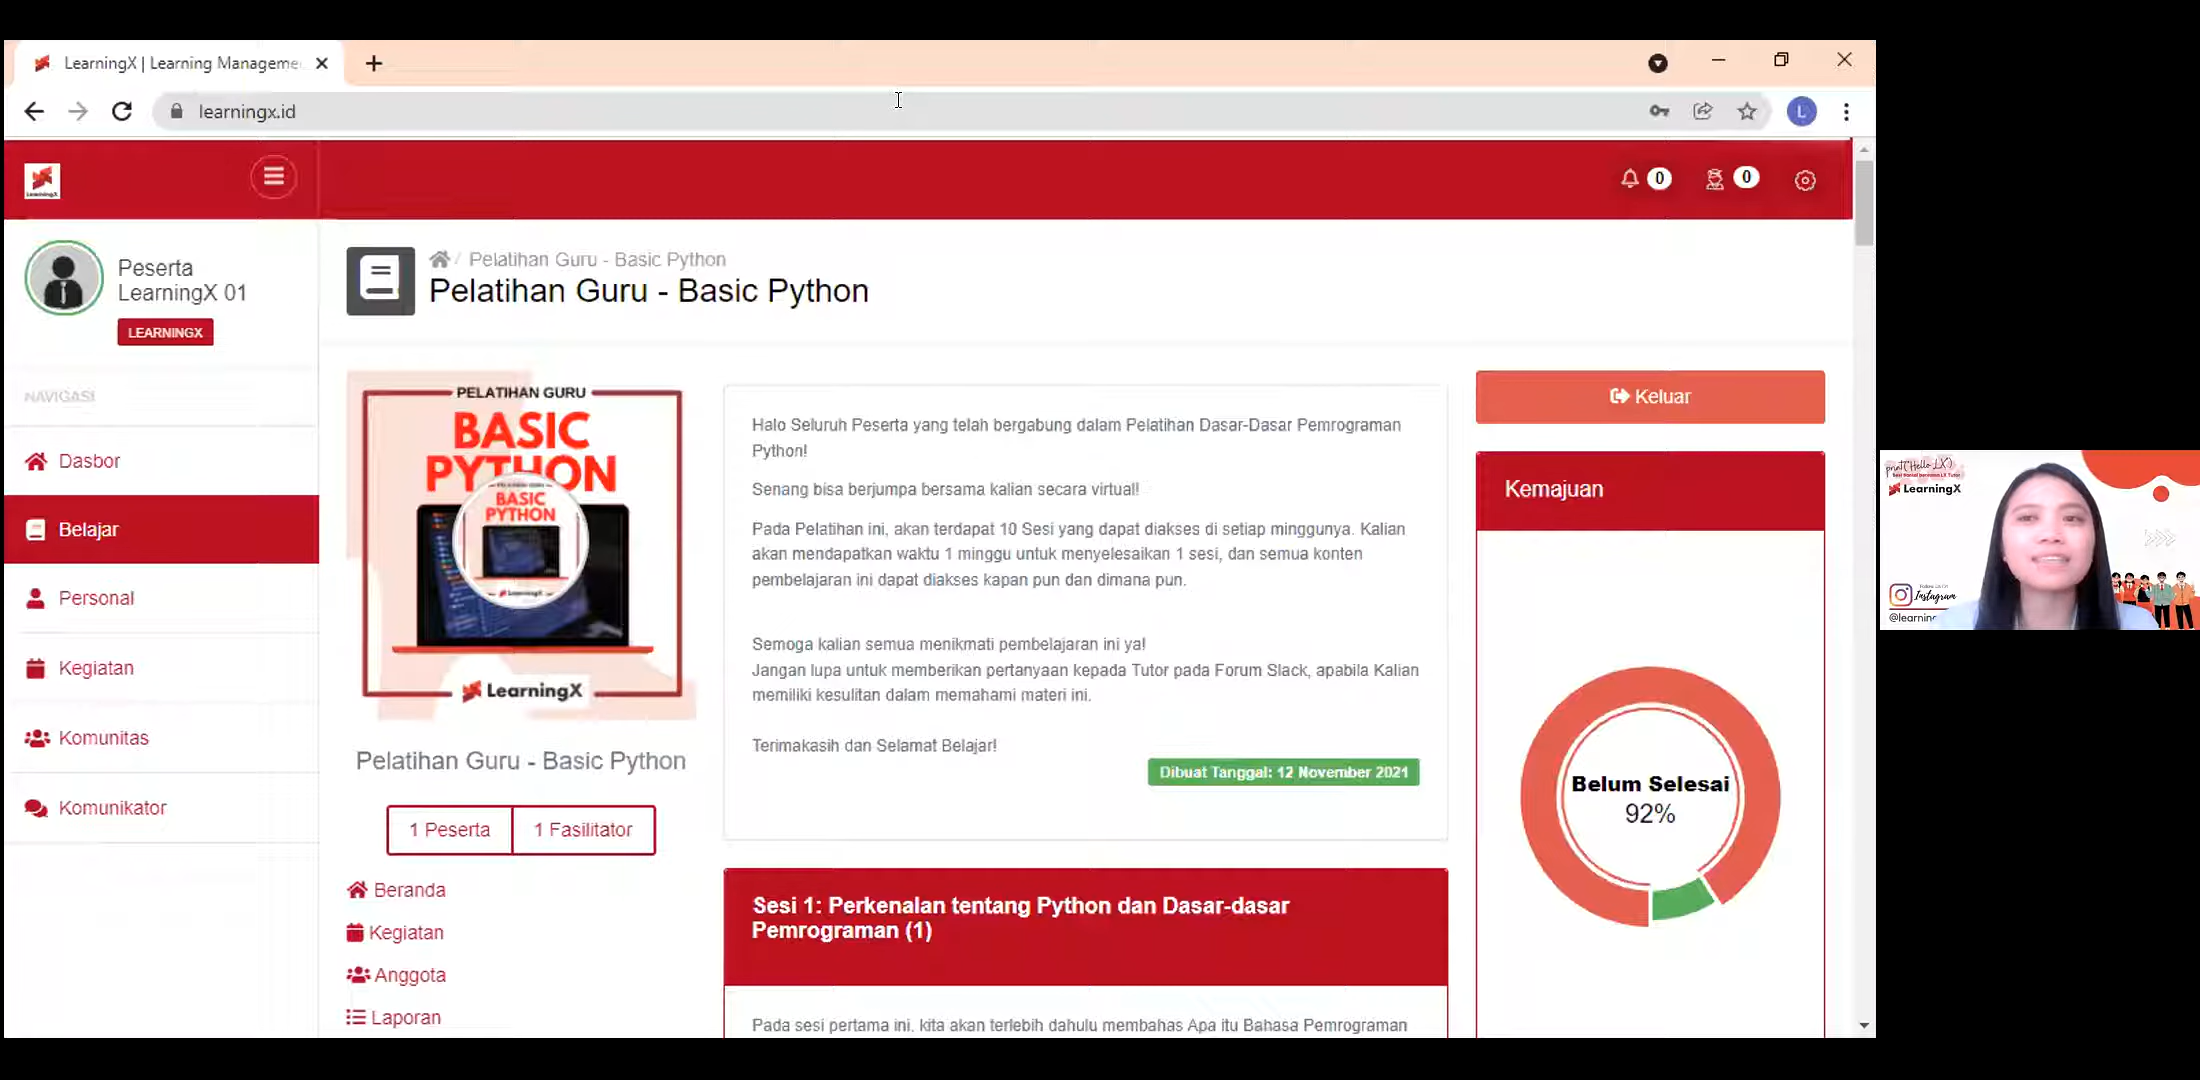 LearningX | Learning Manageme
learningx.id
L
LearningX
0
0
Peserta
LearningX 01
LEARNINGX
NAVIGASI
Dasbor
Belajar
Personal
Kegiatan
Komunitas
Komunikator
/ Pelatihan Guru - Basic Python
Pelatihan Guru - Basic Python
PELATIHAN GURU
BASIC
PYTHON
BASIC
PYTHON
LearningX
LearningX
Pelatihan Guru - Basic Python
1 Peserta
1 Fasilitator
Beranda
Kegiatan
Anggota
Laporan
Halo Seluruh Peserta yang telah bergabung dalam Pelatihan Dasar-Dasar Pemrograman
Python!
Senang bisa berjumpa bersama kalian secara virtual!
Pada Pelatihan ini, akan terdapat 10 Sesi yang dapat diakses di setiap minggunya. Kalian
akan mendapatkan waktu 1 minggu untuk menyelesaikan 1 sesi, dan semua konten
pembelajaran ini dapat diakses kapan pun dan dimana pun.
Semoga kalian semua menikmati pembelajaran ini ya!
Jangan lupa untuk memberikan pertanyaan kepada Tutor pada Forum Slack, apabila Kalian
memiliki kesulitan dalam memahami materi ini.
Terimakasih dan Selamat Belajar!
Dibuat Tanggal: 12 November 2021
Sesi 1: Perkenalan tentang Python dan Dasar-dasar
Pemrograman (1)
Pada sesi pertama ini, kita akan terlebih dahulu membahas Apa itu Bahasa Pemrograman
Keluar
Kemajuan
Belum Selesai
92%
print("Hello LX")
LearningX
Instagram
@learnin